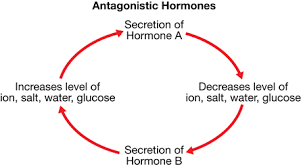 Antagonistic Hormones
Secretion of
Hormone A
Increases level of
ion, salt, water, glucose
Decreases level of
ion, salt, water, glucose
Secretion of
Hormone B